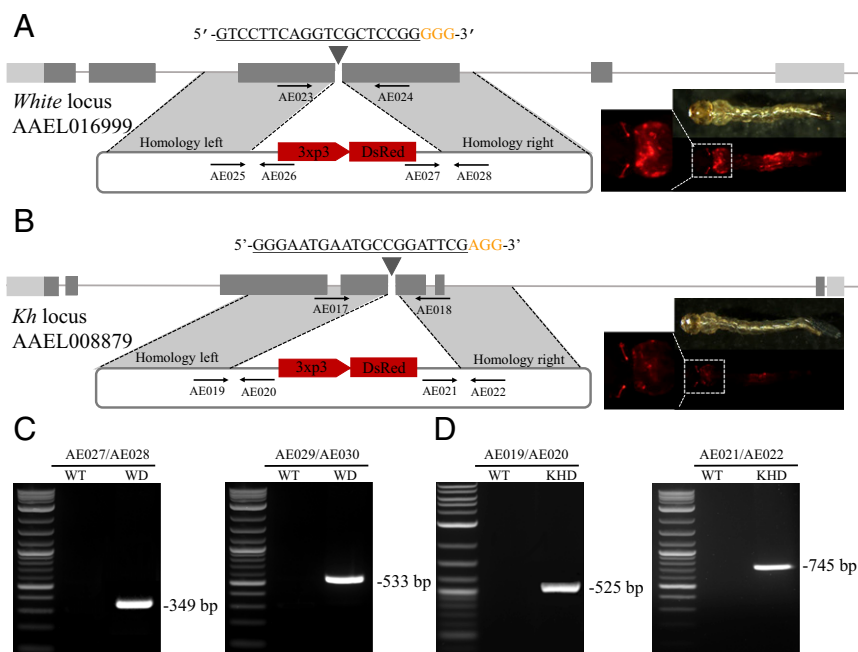 A
5′-GTCCTTCAGGTCGCTCCGGGGG-3′
AE023
AE024
White locus
AAEL016999
Homology left
Homology right
3xp3
DsRed
AE025
AE026
AE027
AE028
B
5’-GGGAATGAATGCCGGATTCGAGG-3’
AE017
AE018
Kh locus
AAEL008879
Homology left
Homology right
3xp3
DsRed
AE019
AE020
AE021
AE022
C
AE027/AE028
WT
WD
-349 bp
AE029/AE030
WT
WD
-533 bp
D
AE019/AE020
WT
KHD
-525 bp
AE021/AE022
WT
KHD
-745 bp